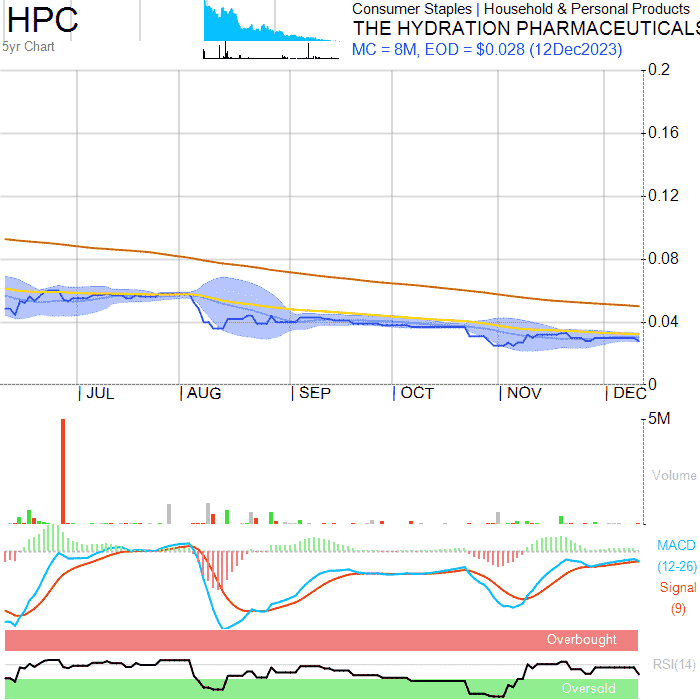 HPC
5yr Chart
Consumer Staples | Household & Personal Products
THE HYDRATION PHARMACEUTICALS
MC = 8M, EOD = $0.028 (12Dec2023)
0.2
0.16
0.12
0.08
0.04
0
| JUL | AUG | SEP | OCT | NOV | DEC
5M
Volume
MACD
(12-26)
Signal
(9)
Overbought
RSI(14)
Oversold